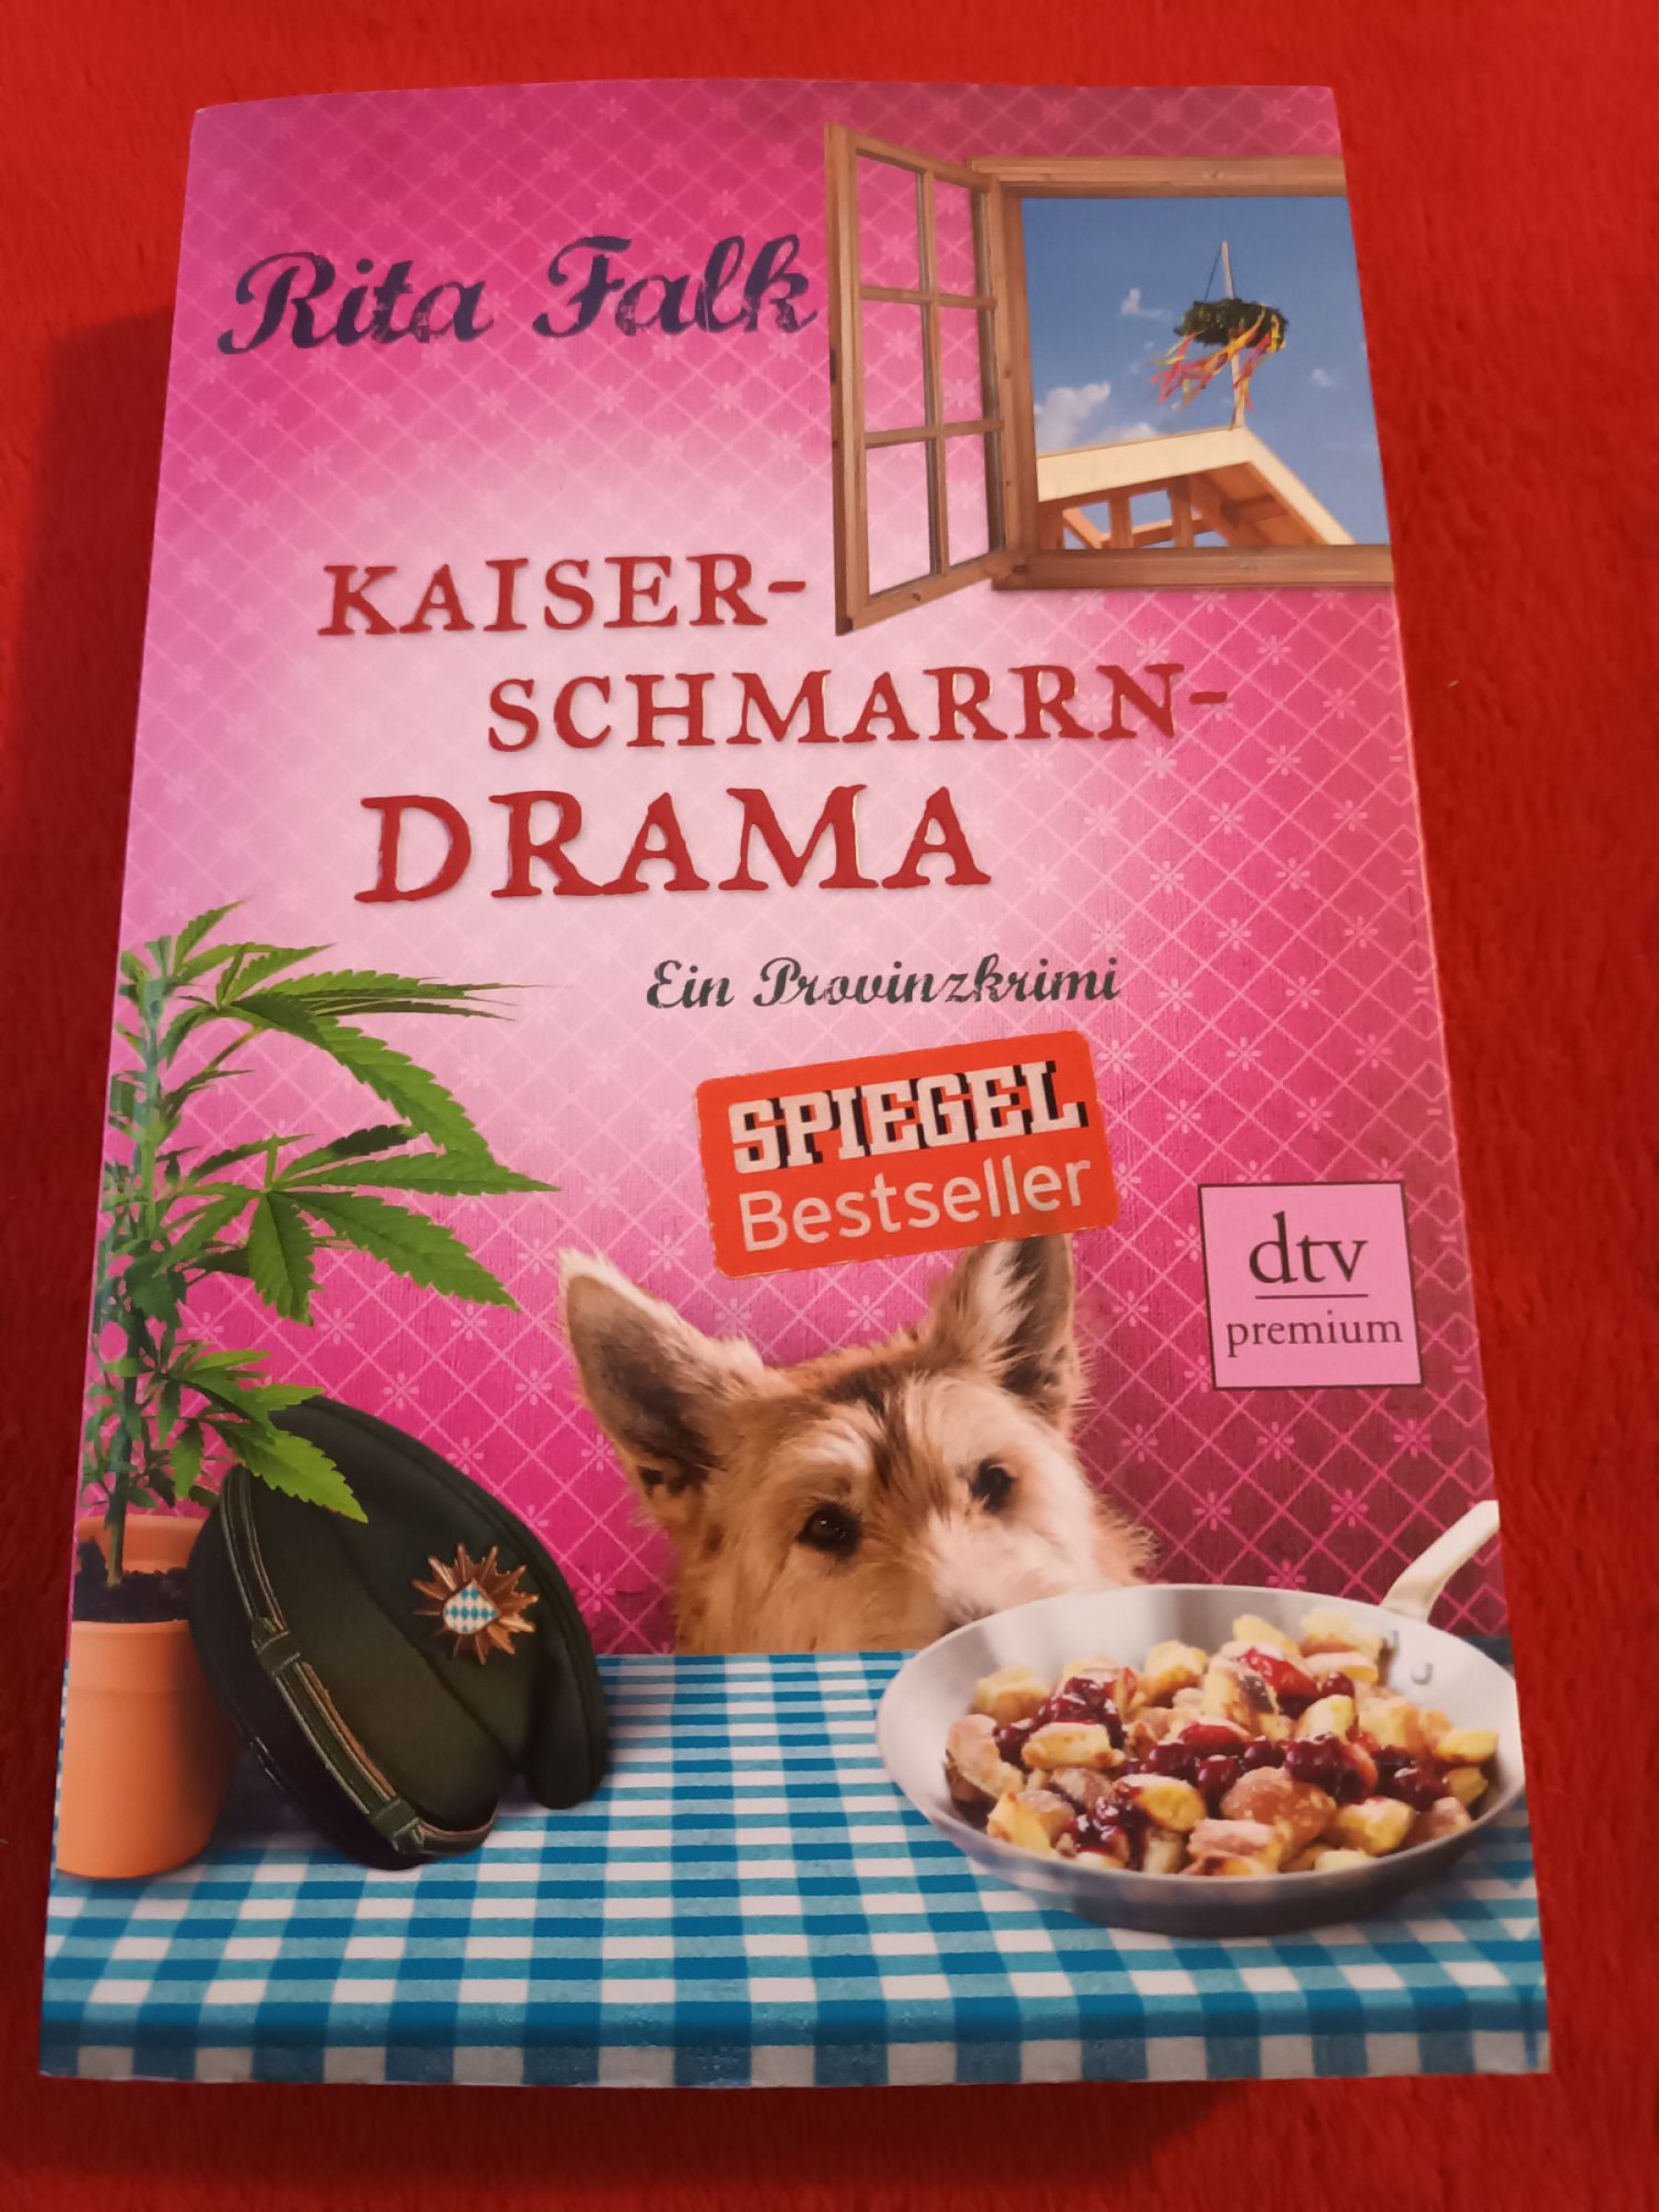 Rita Falk
KAISER-
SCHMARRN-
DRAMA
Ein Provinzkrimi
SPIEGEL
Bestseller
dtv
premium